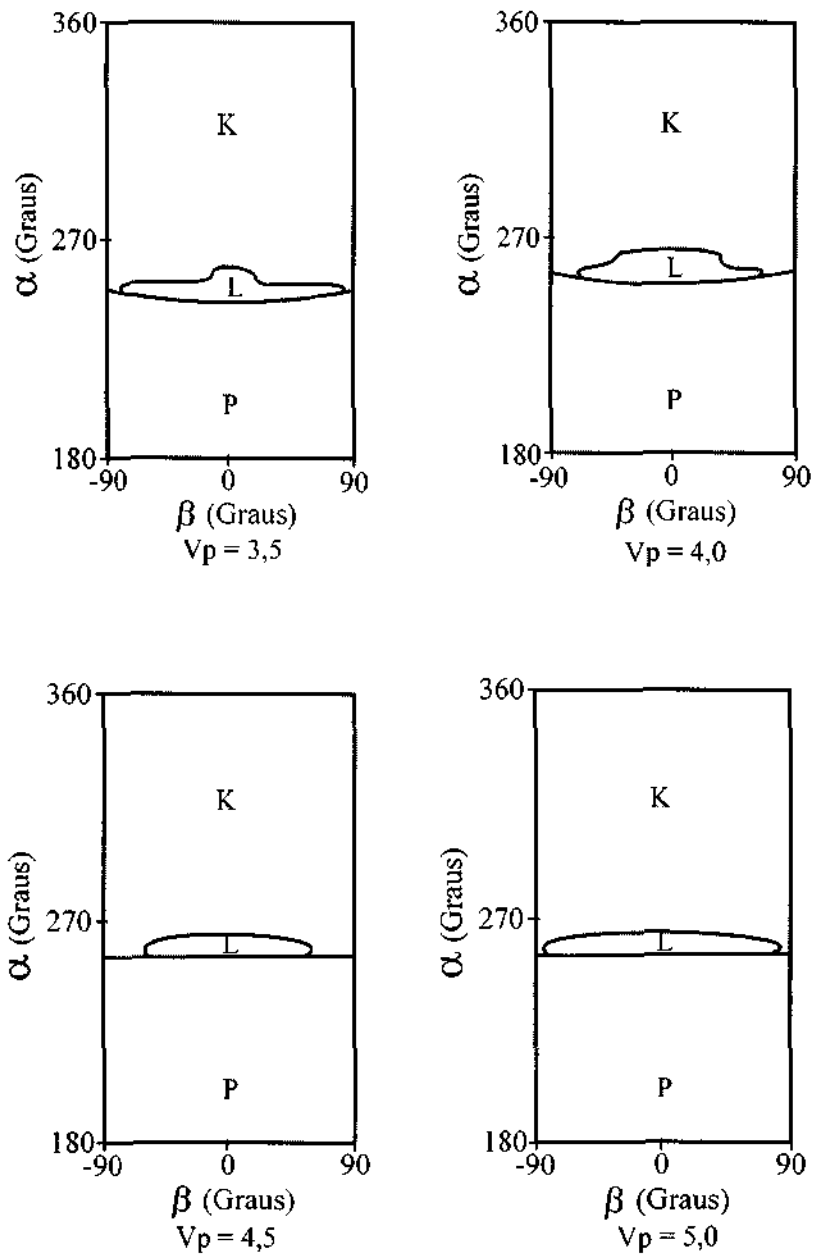 360
K
270
α (Graus)
L
P
180
-90
0
90
β (Graus)
Vp = 3,5
360
K
270
α (Graus)
L
P
180
-90
0
90
β (Graus)
Vp = 4,0
360
K
270
α (Graus)
L
P
180
-90
0
90
β (Graus)
Vp = 4,5
360
K
270
α (Graus)
L
P
180
-90
0
90
β (Graus)
Vp = 5,0